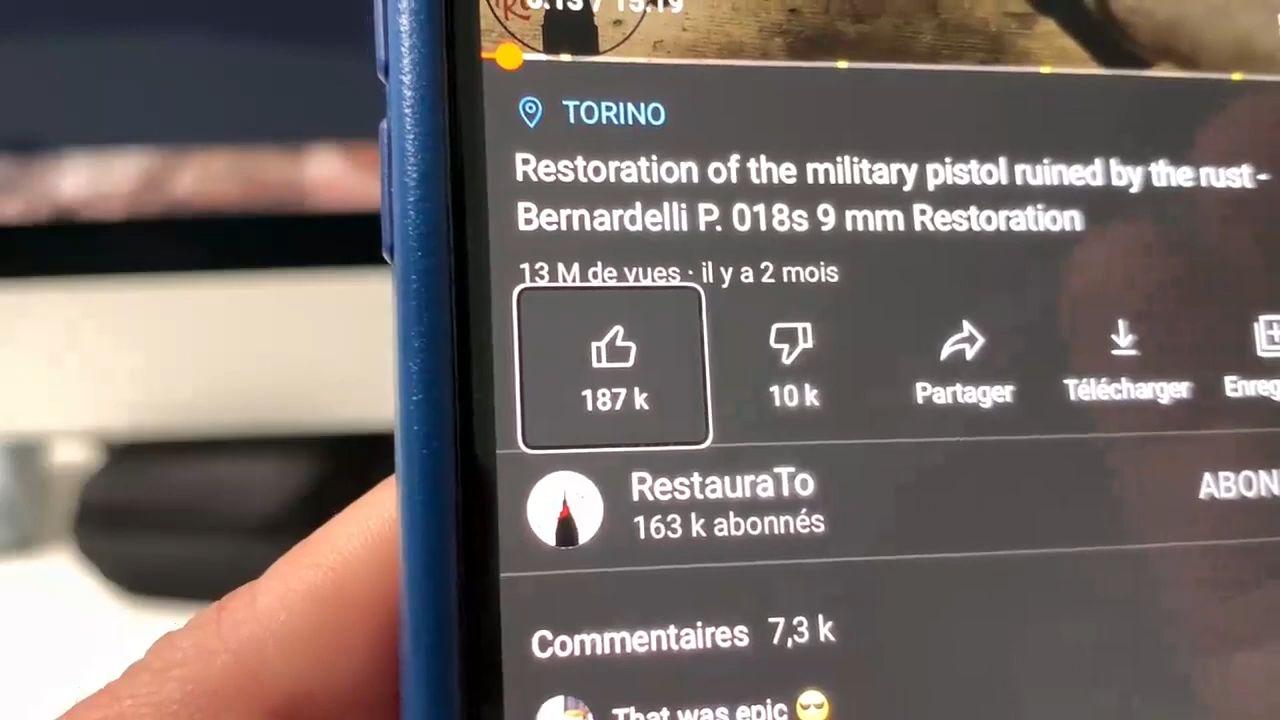 TORINO
Restoration of the military pistol ruined by the rust -
Bernardelli P. 018s 9 mm Restoration
13 M de vues · il y a 2 mois
187 k
10 k
Partager
Télécharger
Enreg
RestauraTo
163 k abonnés
ABON
Commentaires 7,3 k
That was epic 😎